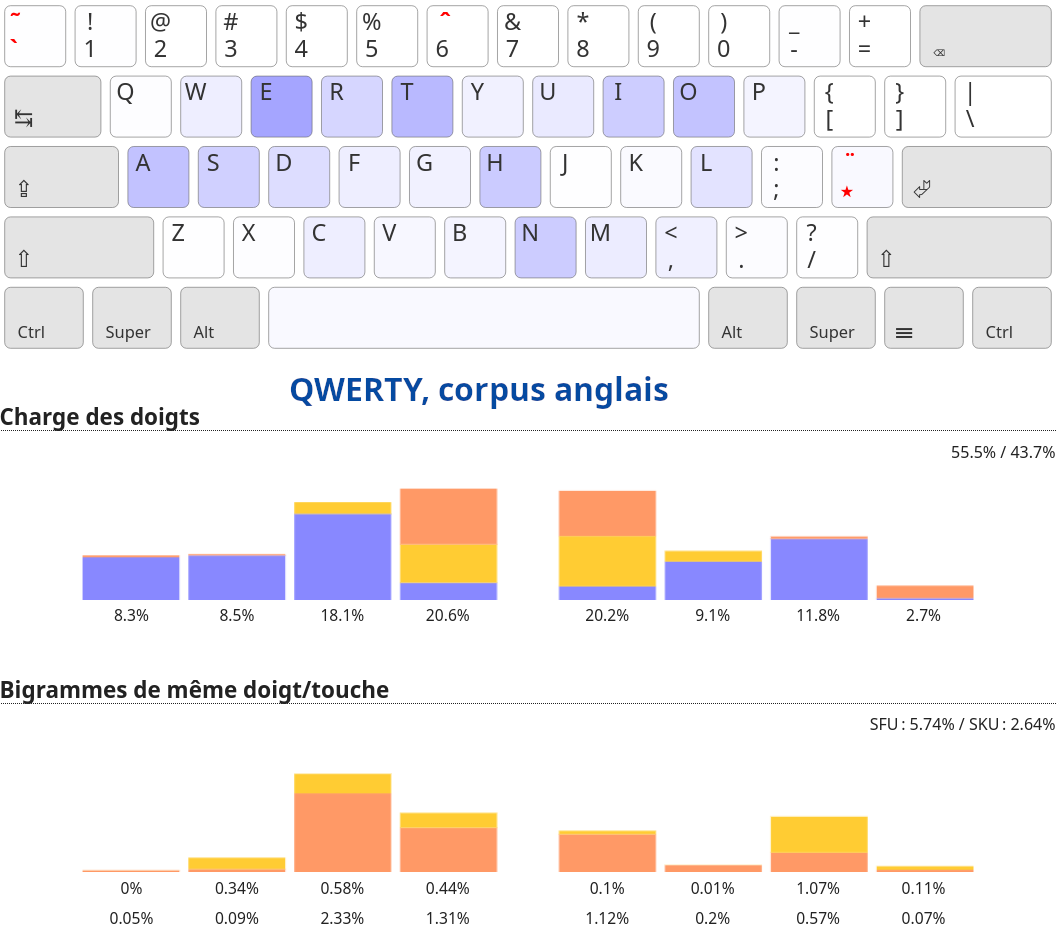 ~ ! @ # $ % ^ & * ( ) _ +
` 1 2 3 4 5 6 7 8 9 0 - = ⌫
↹ Q W E R T Y U I O P { } |
[ ] \
⇪ A S D F G H J K L : ¨
; ★ ⏎
⇧ Z X C V B N M < > ? ⇧
, . /
Ctrl Super Alt Alt Super ☰ Ctrl
QWERTY, corpus anglais
Charge des doigts
55.5% / 43.7%
8.3% 8.5% 18.1% 20.6% 20.2% 9.1% 11.8% 2.7%
Bigrammes de même doigt/touche
SFU : 5.74% / SKU : 2.64%
0% 0.34% 0.58% 0.44% 0.1% 0.01% 1.07% 0.11%
0.05% 0.09% 2.33% 1.31% 1.12% 0.2% 0.57% 0.07%